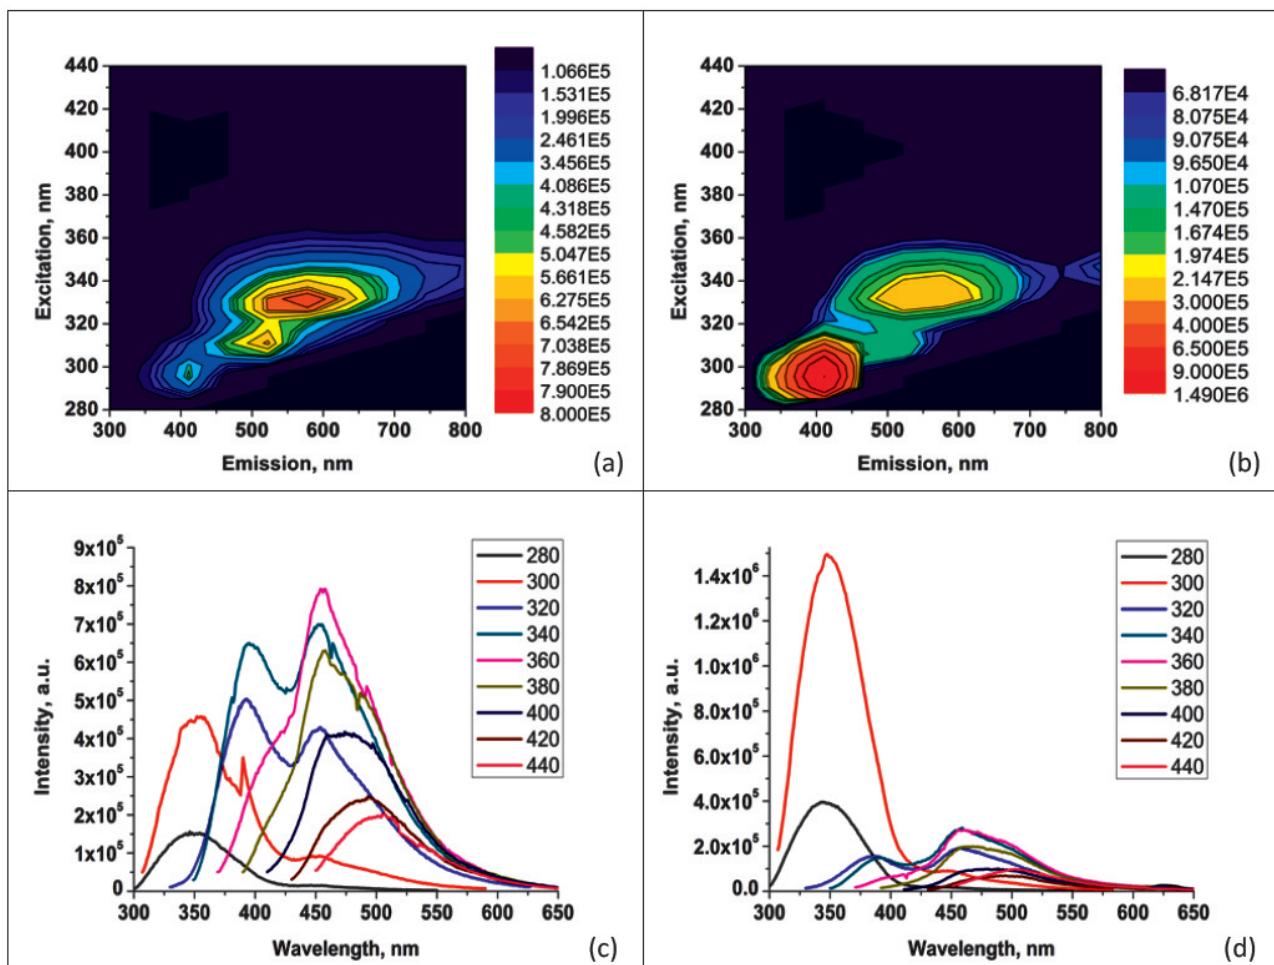 440
420
400
380
360
340
320
300
280
Excitation, nm
300 400 500 600 700 800
Emission, nm
1.066E5
1.531E5
1.996E5
2.461E5
3.456E5
4.086E5
4.318E5
4.582E5
5.047E5
5.661E5
6.275E5
6.542E5
7.038E5
7.869E5
7.900E5
8.000E5
(a)
440
420
400
380
360
340
320
300
280
Excitation, nm
300 400 500 600 700 800
Emission, nm
6.817E4
8.075E4
9.075E4
9.650E4
1.070E5
1.470E5
1.674E5
1.974E5
2.147E5
3.000E5
4.000E5
6.500E5
9.000E5
1.490E6
(b)
9x10⁵
8x10⁵
7x10⁵
6x10⁵
5x10⁵
4x10⁵
3x10⁵
2x10⁵
1x10⁵
0
Intensity, a.u.
300 350 400 450 500 550 600 650
Wavelength, nm
280
300
320
340
360
380
400
420
440
(c)
1.4x10⁶
1.2x10⁶
1.0x10⁶
8.0x10⁵
6.0x10⁵
4.0x10⁵
2.0x10⁵
0.0
Intensity, a.u.
300 350 400 450 500 550 600 650
Wavelength, nm
280
300
320
340
360
380
400
420
440
(d)